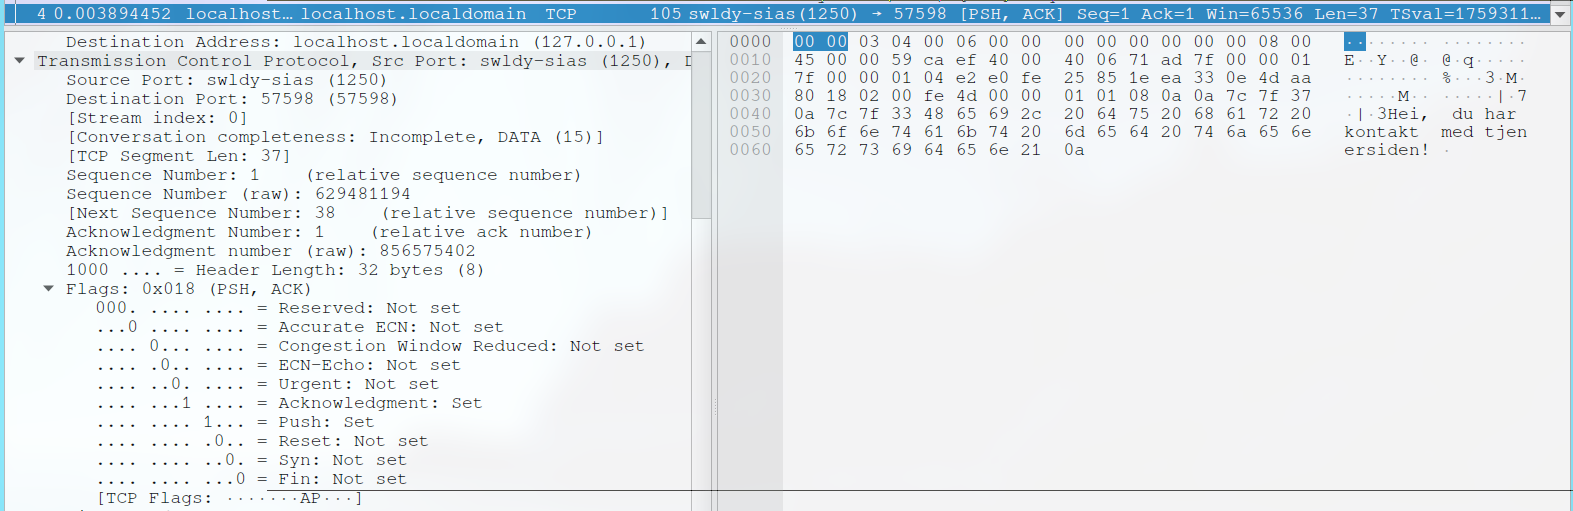 4 0.003894452 localhost… localhost.localdomain TCP 105 swldy-sias(1250) → 57598 [PSH, ACK] Seq=1 Ack=1 Win=65536 Len=37 TSval=1759311…
Destination Address: localhost.localdomain (127.0.0.1)
Transmission Control Protocol, Src Port: swldy-sias (1250), D
Source Port: swldy-sias (1250)
Destination Port: 57598 (57598)
[Stream index: 0]
[Conversation completeness: Incomplete, DATA (15)]
[TCP Segment Len: 37]
Sequence Number: 1    (relative sequence number)
Sequence Number (raw): 629481194
[Next Sequence Number: 38    (relative sequence number)]
Acknowledgment Number: 1    (relative ack number)
Acknowledgment number (raw): 856575402
1000 .... = Header Length: 32 bytes (8)
Flags: 0x018 (PSH, ACK)
000. .... .... = Reserved: Not set
...0 .... .... = Accurate ECN: Not set
.... 0... .... = Congestion Window Reduced: Not set
.... .0.. .... = ECN-Echo: Not set
.... ..0. .... = Urgent: Not set
.... ...1 .... = Acknowledgment: Set
.... .... 1... = Push: Set
.... .... .0.. = Reset: Not set
.... .... ..0. = Syn: Not set
.... .... ...0 = Fin: Not set
[TCP Flags: ·······AP···]
0000 00 00 03 04 00 06 00 00 00 00 00 00 00 00 08 00 ········ ········
0010 45 00 00 59 ca ef 40 00 40 06 71 ad 7f 00 00 01 E··Y··@· @·q·····
0020 7f 00 00 01 04 e2 e0 fe 25 85 1e ea 33 0e 4d aa ········ %···3·M·
0030 80 18 02 00 fe 4d 00 00 01 01 08 0a 0a 7c 7f 37 ·····M·· ·····|·7
0040 0a 7c 7f 33 48 65 69 2c 20 64 75 20 68 61 72 20 ·|·3Hei, du har
0050 6b 6f 6e 74 61 6b 74 20 6d 65 64 20 74 6a 65 6e kontakt med tjen
0060 65 72 73 69 64 65 6e 21 0a ersiden! ·